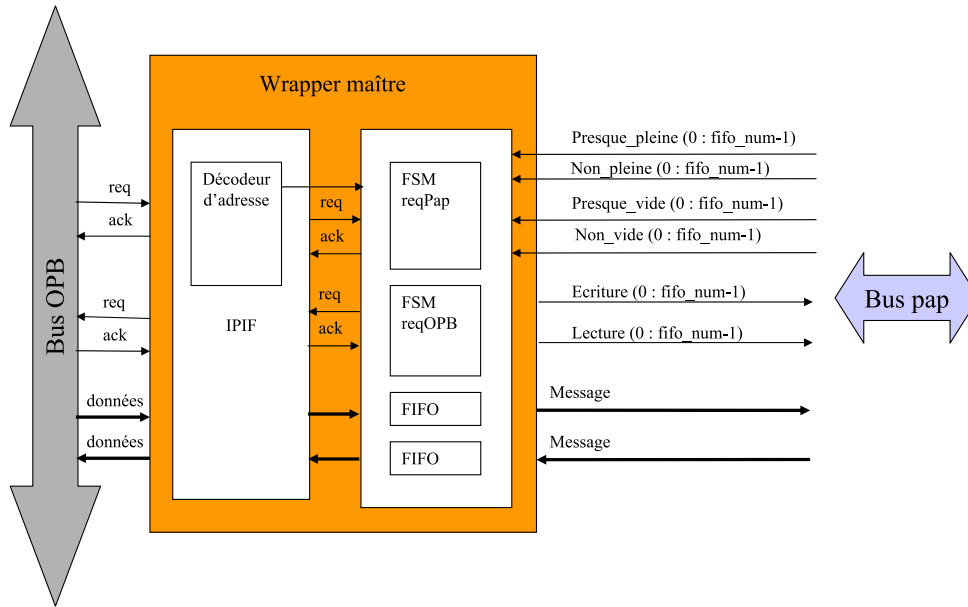 Wrapper maître
Bus OPB
req
ack
req
ack
données
données
Décodeur
d'adresse
IPIF
req
ack
req
ack
FSM
reqPap
FSM
reqOPB
FIFO
FIFO
Presque_pleine (0 : fifo_num-1)
Non_pleine (0 : fifo_num-1)
Presque_vide (0 : fifo_num-1)
Non_vide (0 : fifo_num-1)
Ecriture (0 : fifo_num-1)
Lecture (0 : fifo_num-1)
Message
Message
Bus pap